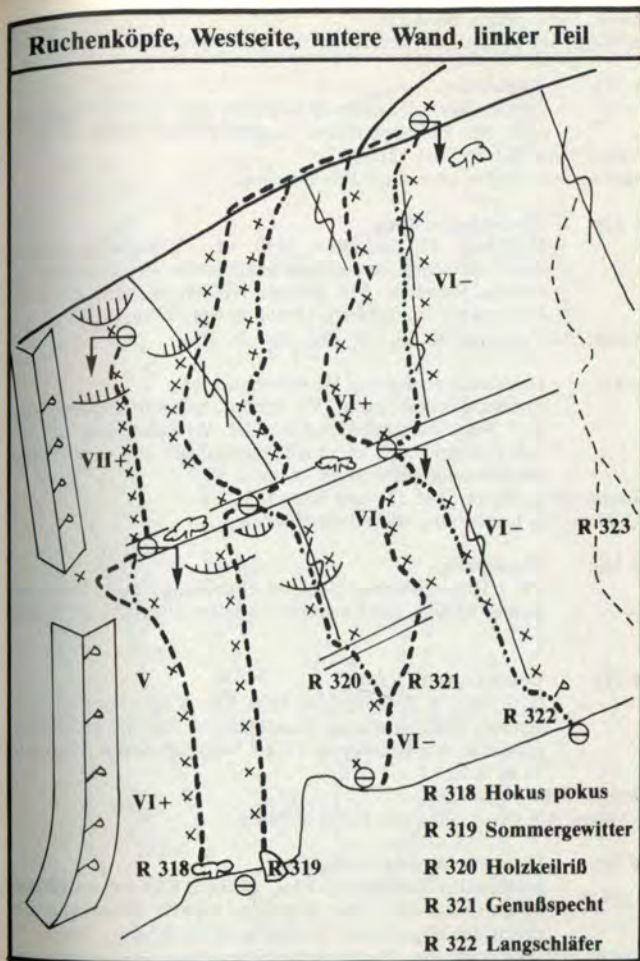 Ruchenköpfe, Westseite, untere Wand, linker Teil
V
VI–
VI+
VII+
VI
VI–
R 323
V
R 320
R 321
R 322
VI–
VI+
R 318
R 319
R 318 Hokus pokus
R 319 Sommergewitter
R 320 Holzkeilriß
R 321 Genußspecht
R 322 Langschläfer